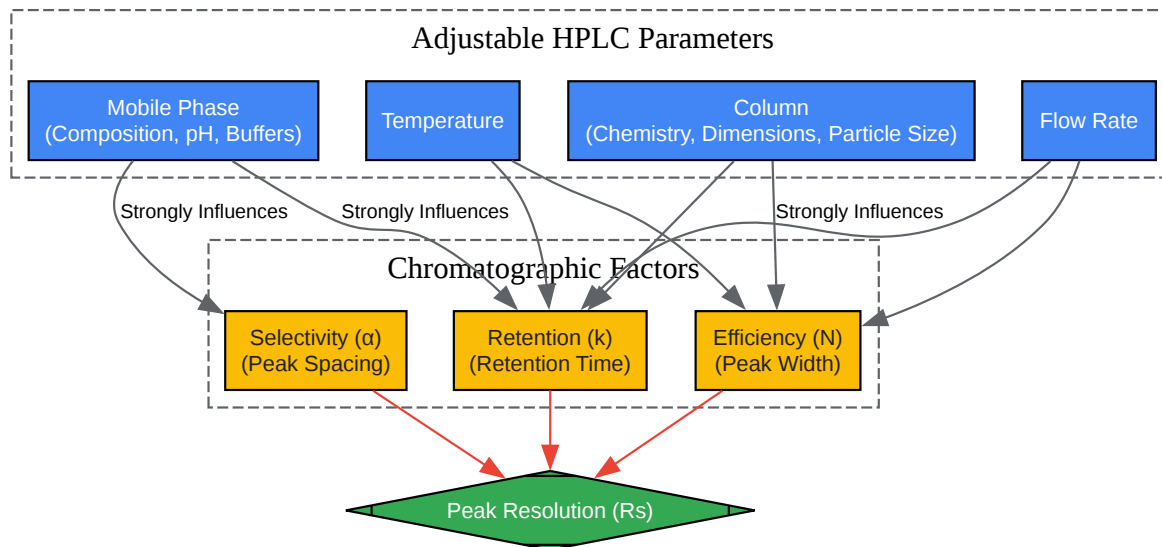 Adjustable HPLC Parameters
Mobile Phase
(Composition, pH, Buffers)
Temperature
Column
(Chemistry, Dimensions, Particle Size)
Flow Rate
Strongly Influences
Strongly Influences
Strongly Influences
Chromatographic Factors
Selectivity (α)
(Peak Spacing)
Retention (k)
(Retention Time)
Efficiency (N)
(Peak Width)
Peak Resolution (Rs)